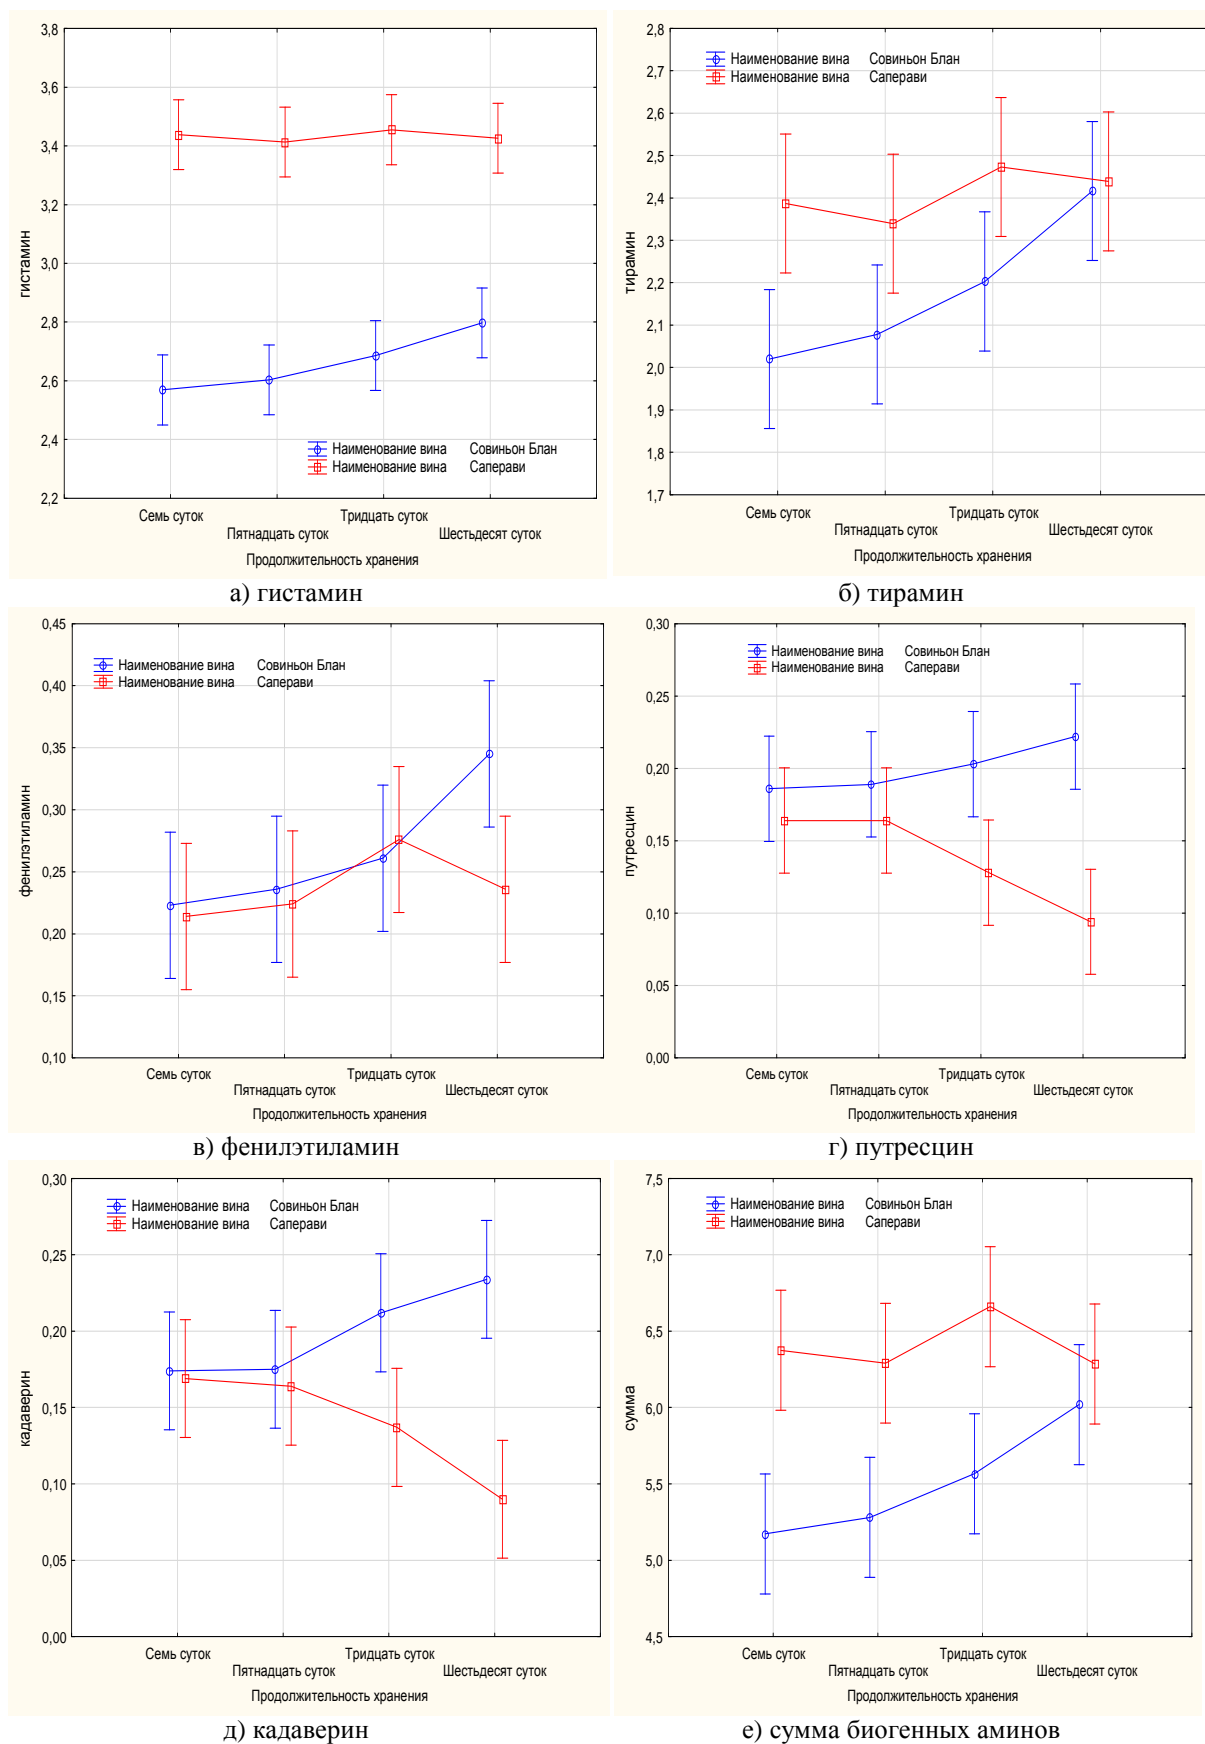 3,8
3,6
3,4
3,2
3,0
2,8
2,6
2,4
2,2
гистамин
Наименование вина Совиньон Блан
Наименование вина Саперави
Семь суток
Пятнадцать суток
Тридцать суток
Шестьдесят суток
Продолжительность хранения
а) гистамин
2,8
2,7
2,6
2,5
2,4
2,3
2,2
2,1
2,0
1,9
1,8
1,7
тирамин
Наименование вина Совиньон Блан
Наименование вина Саперави
Семь суток
Пятнадцать суток
Тридцать суток
Шестьдесят суток
Продолжительность хранения
б) тирамин
0,45
0,40
0,35
0,30
0,25
0,20
0,15
0,10
фенилэтиламин
Наименование вина Совиньон Блан
Наименование вина Саперави
Семь суток
Пятнадцать суток
Тридцать суток
Шестьдесят суток
Продолжительность хранения
в) фенилэтиламин
0,30
0,25
0,20
0,15
0,10
0,05
0,00
путресцин
Наименование вина Совиньон Блан
Наименование вина Саперави
Семь суток
Пятнадцать суток
Тридцать суток
Шестьдесят суток
Продолжительность хранения
г) путресцин
0,30
0,25
0,20
0,15
0,10
0,05
0,00
кадаверин
Наименование вина Совиньон Блан
Наименование вина Саперави
Семь суток
Пятнадцать суток
Тридцать суток
Шестьдесят суток
Продолжительность хранения
д) кадаверин
7,5
7,0
6,5
6,0
5,5
5,0
4,5
сумма
Наименование вина Совиньон Блан
Наименование вина Саперави
Семь суток
Пятнадцать суток
Тридцать суток
Шестьдесят суток
Продолжительность хранения
е) сумма биогенных аминов